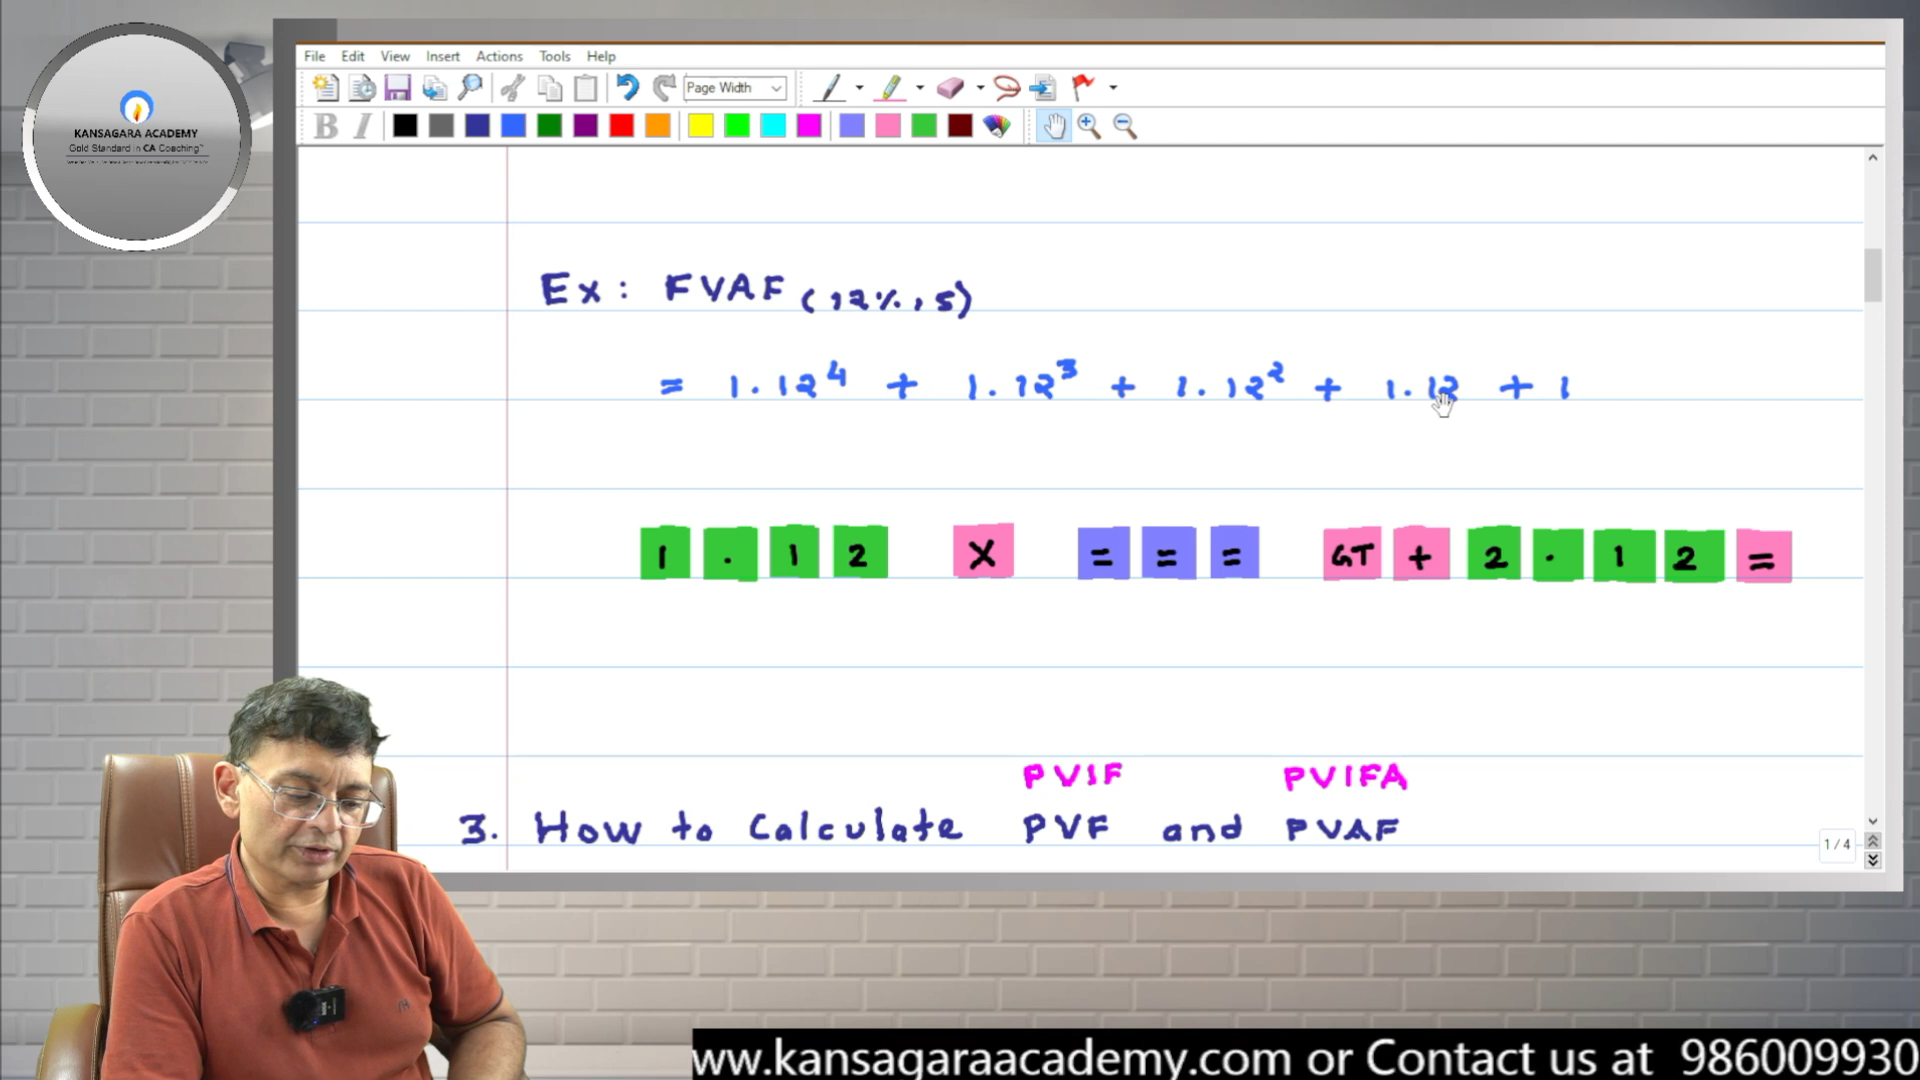 KANSAGARA ACADEMY
Gold Standard in CA Coaching™
File Edit View Insert Actions Tools Help
Page Width
B I
Ex: FVAF (12%, 5)
= 1.12⁴ + 1.12³ + 1.12² + 1.12 + 1
1 . 1 2 X = = = GT + 2 . 1 2 =
PVIF PVIFA
3. How to Calculate PVF and PVAF
1 / 4
ww.kansagaraacademy.com or Contact us at 986009930